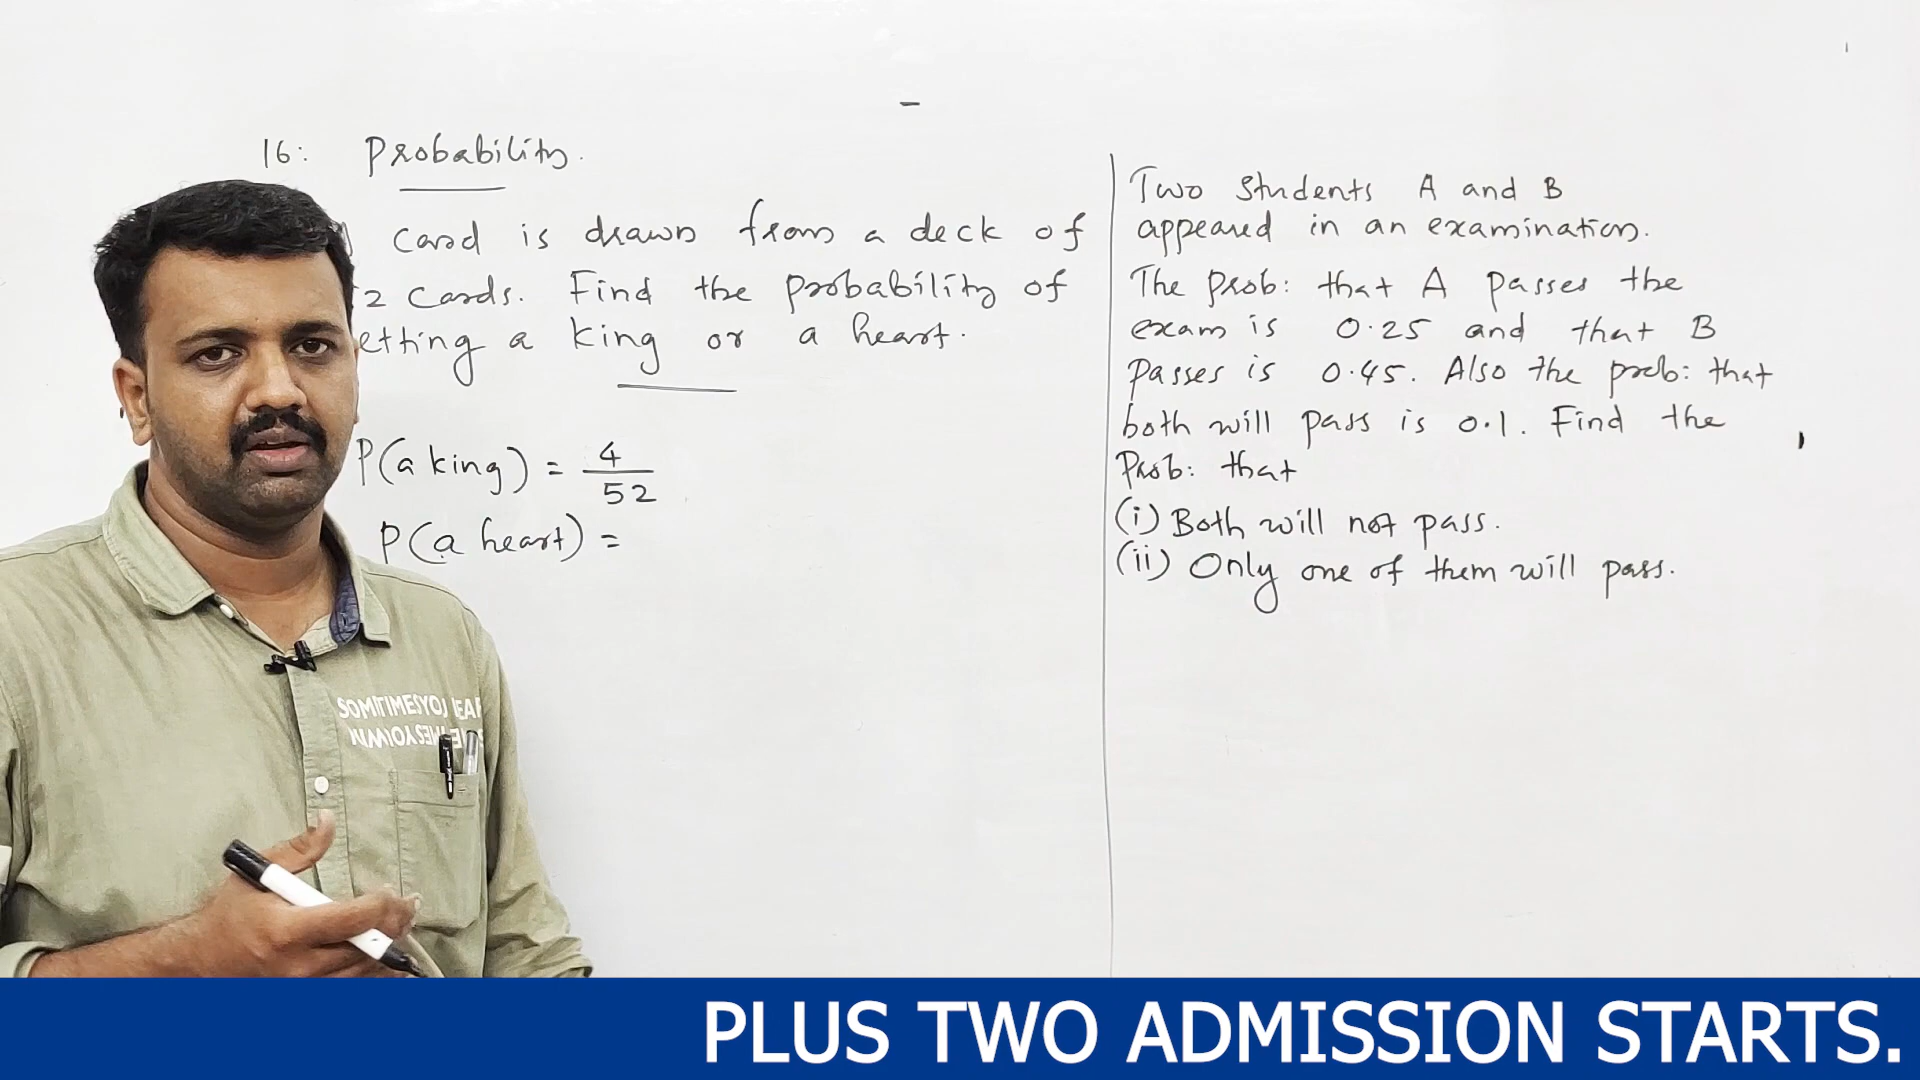 16: Probability.
card is drawn from a deck of
2 cards. Find the probability of
etting a king or a heart.
P(a king) = 4/52
P(a heart) =
Two Students A and B
appeared in an examination.
The prob: that A passes the
exam is 0.25 and that B
passes is 0.45. Also the prob: that
both will pass is 0.1. Find the
Prob: that
(i) Both will not pass.
(ii) Only one of them will pass.
PLUS TWO ADMISSION STARTS.